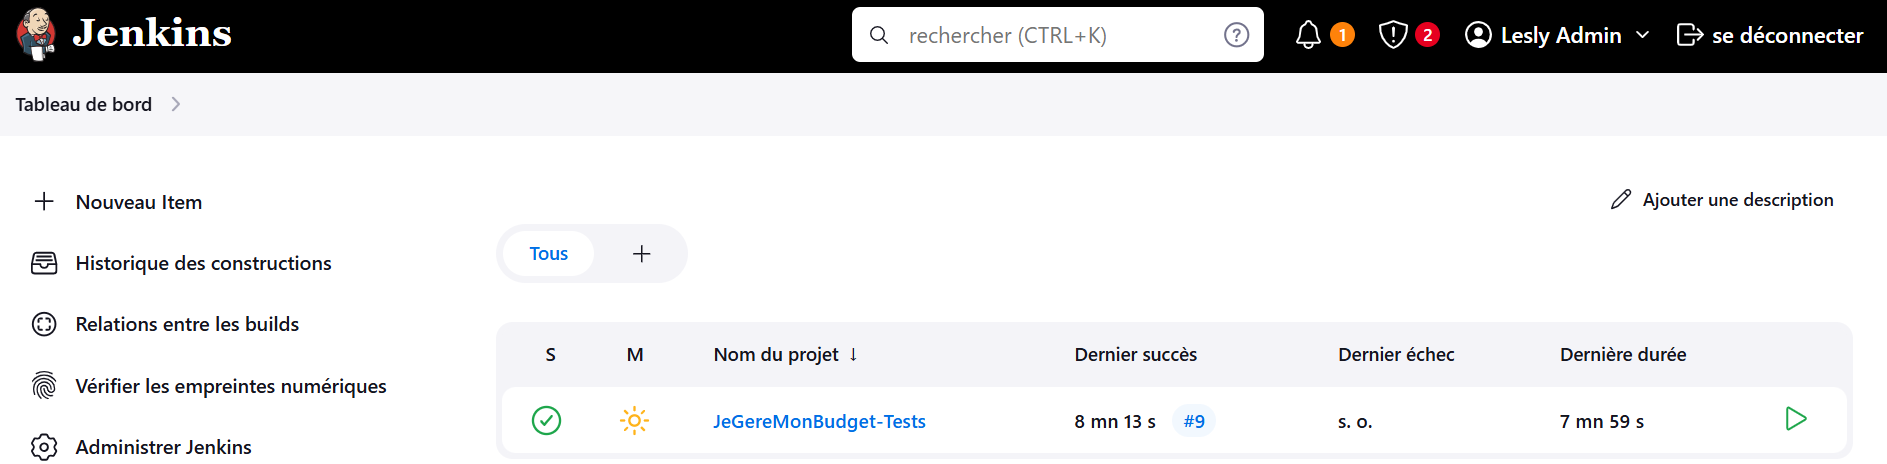 Jenkins
rechercher (CTRL+K)
1
2
Lesly Admin
se déconnecter
Tableau de bord
Nouveau Item
Historique des constructions
Relations entre les builds
Vérifier les empreintes numériques
Administrer Jenkins
Ajouter une description
Tous
S M Nom du projet ↓ Dernier succès Dernier échec Dernière durée
JeGereMonBudget-Tests 8 mn 13 s #9 s. o. 7 mn 59 s